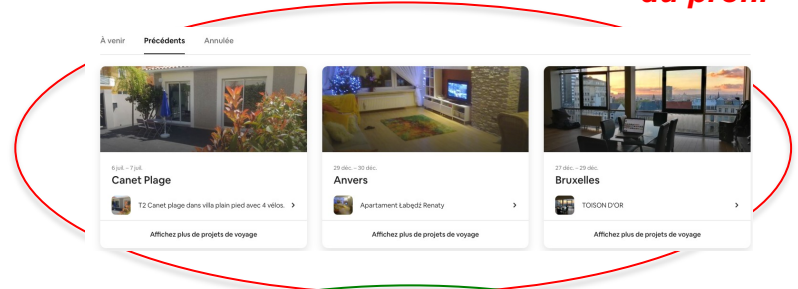 du profil
À venir Précédents Annulée
6 juil. – 7 juil.
Canet Plage
T2 Canet plage dans villa plain pied avec 4 vélos. >
Affichez plus de projets de voyage
29 déc. – 30 déc.
Anvers
Apartament Łabędź Renaty >
Affichez plus de projets de voyage
27 déc. – 29 déc.
Bruxelles
TOISON D'OR >
Affichez plus de projets de voyage